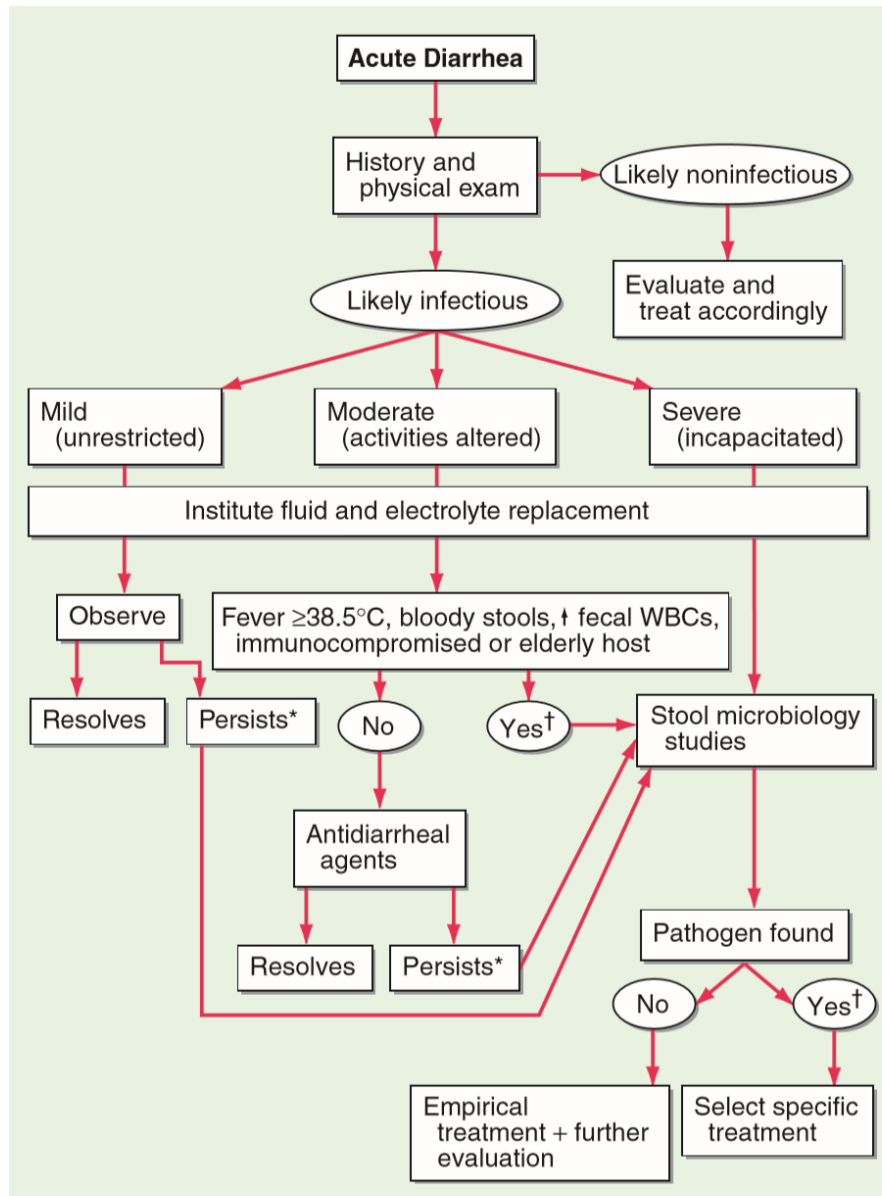 Acute Diarrhea
History and
physical exam
Likely noninfectious
Evaluate and
treat accordingly
Likely infectious
Mild
(unrestricted)
Moderate
(activities altered)
Severe
(incapacitated)
Institute fluid and electrolyte replacement
Observe
Fever ≥38.5°C, bloody stools, ↑ fecal WBCs,
immunocompromised or elderly host
Resolves
Persists*
No
Yes†
Stool microbiology
studies
Antidiarrheal
agents
Resolves
Persists*
Pathogen found
No
Yes†
Empirical
treatment + further
evaluation
Select specific
treatment